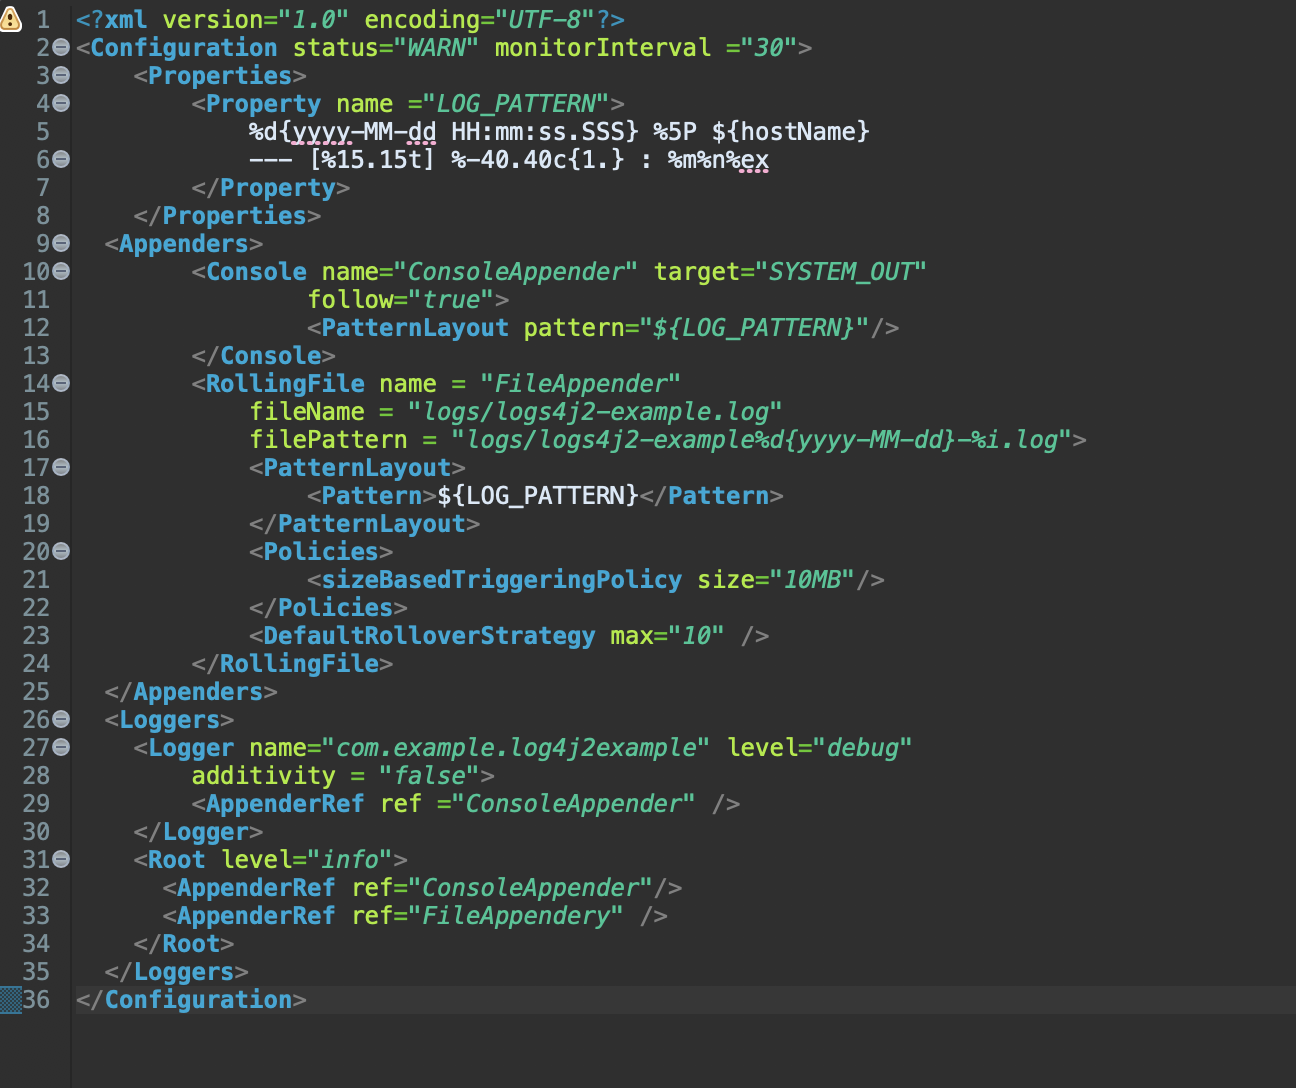 1 <?xml version="1.0" encoding="UTF-8"?>
2 <Configuration status="WARN" monitorInterval ="30">
3     <Properties>
4         <Property name ="LOG_PATTERN">
5             %d{yyyy-MM-dd HH:mm:ss.SSS} %5P ${hostName}
6             --- [%15.15t] %-40.40c{1.} : %m%n%ex
7         </Property>
8     </Properties>
9   <Appenders>
10         <Console name="ConsoleAppender" target="SYSTEM_OUT"
11                 follow="true">
12                 <PatternLayout pattern="${LOG_PATTERN}"/>
13         </Console>
14         <RollingFile name = "FileAppender"
15             fileName = "logs/logs4j2-example.log"
16             filePattern = "logs/logs4j2-example%d{yyyy-MM-dd}-%i.log">
17             <PatternLayout>
18                 <Pattern>${LOG_PATTERN}</Pattern>
19             </PatternLayout>
20             <Policies>
21                 <sizeBasedTriggeringPolicy size="10MB"/>
22             </Policies>
23             <DefaultRolloverStrategy max="10" />
24         </RollingFile>
25   </Appenders>
26   <Loggers>
27     <Logger name="com.example.log4j2example" level="debug"
28         additivity = "false">
29         <AppenderRef ref ="ConsoleAppender" />
30     </Logger>
31     <Root level="info">
32       <AppenderRef ref="ConsoleAppender"/>
33       <AppenderRef ref="FileAppendery" />
34     </Root>
35   </Loggers>
36 </Configuration>